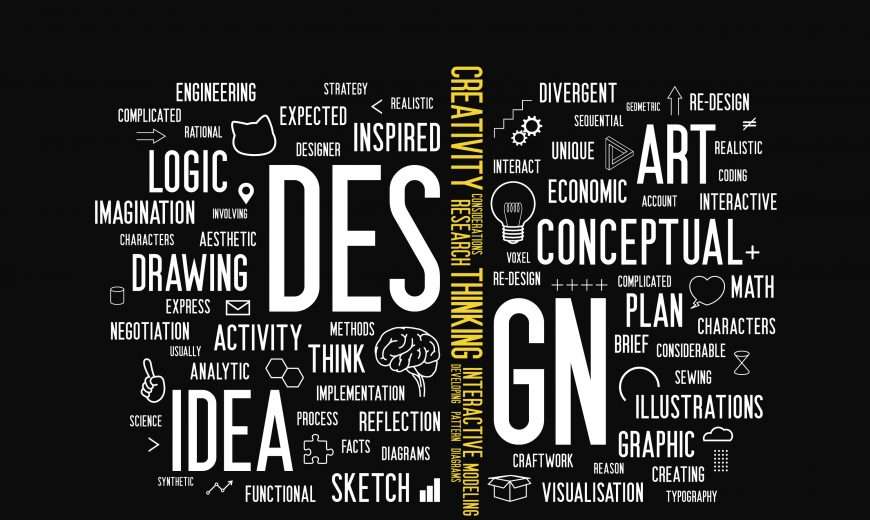 ENGINEERING
STRATEGY
COMPLICATED
EXPECTED
REALISTIC
RATIONAL
DESIGNER
INSPIRED
LOGIC
DES
IMAGINATION
INVOLVING
CHARACTERS
AESTHETIC
DRAWING
EXPRESS
NEGOTIATION
ACTIVITY
METHODS
USUALLY
THINK
ANALYTIC
IMPLEMENTATION
IDEA
SCIENCE
PROCESS
REFLECTION
FACTS
DIAGRAMS
SYNTHETIC
FUNCTIONAL
SKETCH
CREATIVITY
CONSIDERATIONS
RESEARCH
THINKING
INTERACTIVE MODELING
DEVELOPING PATTERN DIAGRAMS
DIVERGENT
GEOMETRIC
RE-DESIGN
SEQUENTIAL
≠
UNIQUE
ART
REALISTIC
INTERACT
CODING
ECONOMIC
ACCOUNT
INTERACTIVE
CONCEPTUAL+
VOXEL
RE-DESIGN
++++
COMPLICATED
MATH
GN
PLAN
CHARACTERS
BRIEF
CONSIDERABLE
SEWING
ILLUSTRATIONS
GRAPHIC
CRAFTWORK
REASON
CREATING
VISUALISATION
TYPOGRAPHY